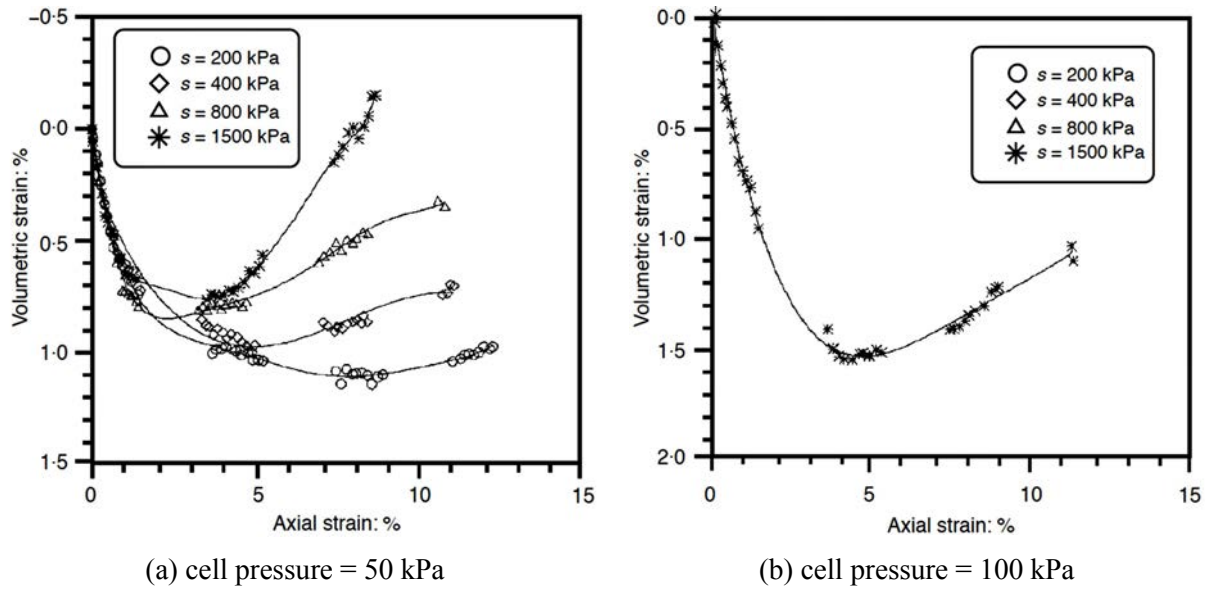 −0·5
0·0
0·5
1·0
1·5
Volumetric strain: %
s = 200 kPa
s = 400 kPa
s = 800 kPa
s = 1500 kPa
0
5
10
15
Axial strain: %
(a) cell pressure = 50 kPa
0·0
0·5
1·0
1·5
2·0
Volumetric strain: %
s = 200 kPa
s = 400 kPa
s = 800 kPa
s = 1500 kPa
0
5
10
15
Axial strain: %
(b) cell pressure = 100 kPa